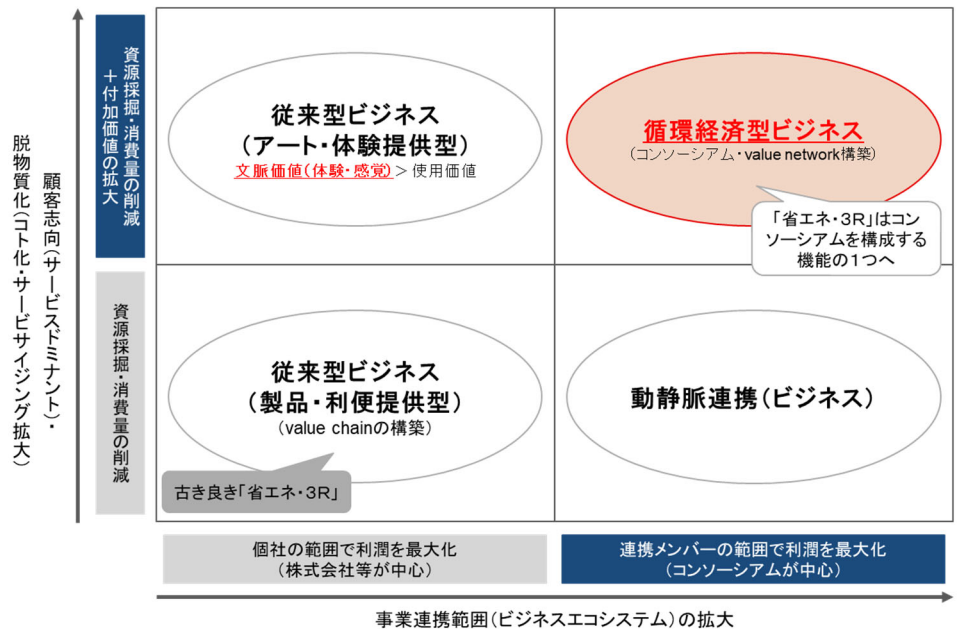 顧客志向(サービスドミナント)・
脱物質化(コト化・サービサイジング拡大)
資源採掘・消費量の削減
＋付加価値の拡大
資源採掘・消費量の削減
従来型ビジネス
(アート・体験提供型)
文脈価値(体験・感覚)＞使用価値
循環経済型ビジネス
(コンソーシアム・value network構築)
「省エネ・3R」はコン
ソーシアムを構成する
機能の1つへ
従来型ビジネス
(製品・利便提供型)
(value chainの構築)
古き良き「省エネ・3R」
動静脈連携(ビジネス)
個社の範囲で利潤を最大化
(株式会社等が中心)
連携メンバーの範囲で利潤を最大化
(コンソーシアムが中心)
事業連携範囲(ビジネスエコシステム)の拡大